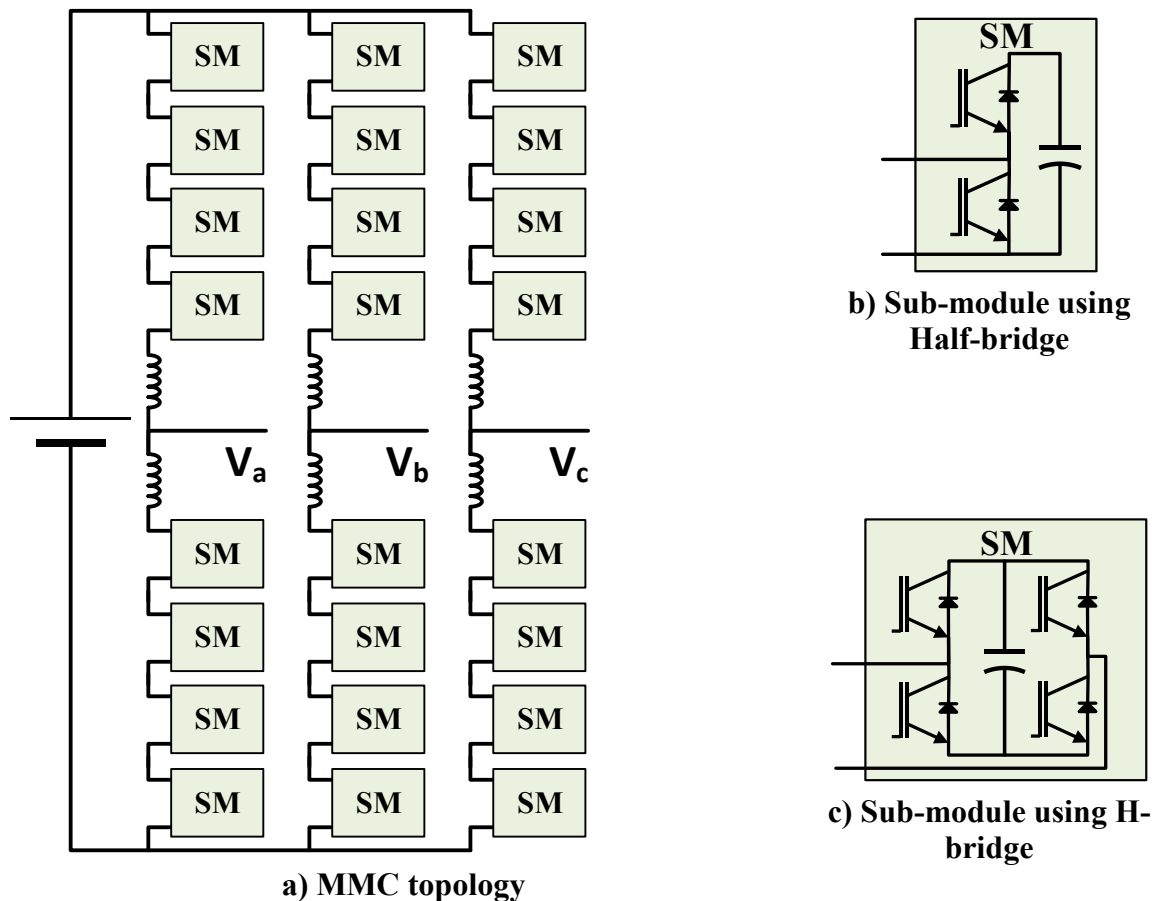 SM SM SM
SM SM SM
SM SM SM
SM SM SM
Va Vb Vc
SM SM SM
SM SM SM
SM SM SM
SM SM SM
a) MMC topology
SM
b) Sub-module using
Half-bridge
SM
c) Sub-module using H-
bridge